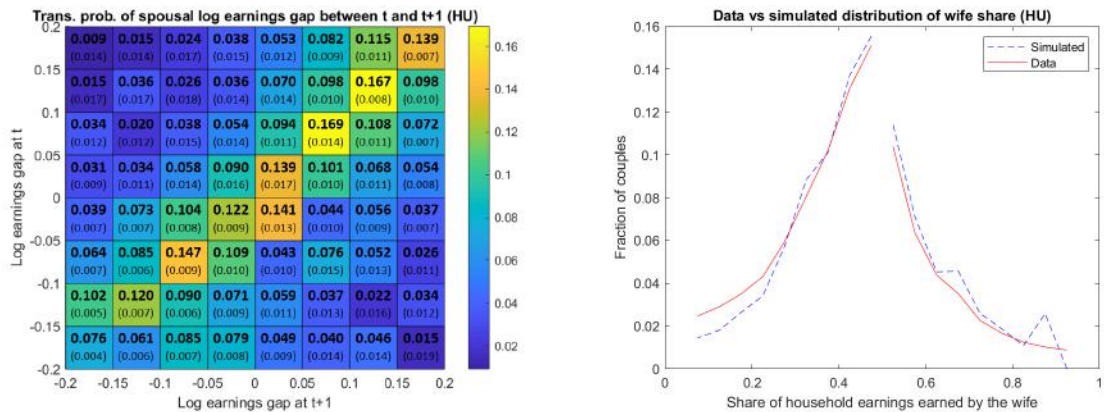 Trans. prob. of spousal log earnings gap between t and t+1 (HU)
0.2
0.009 0.015 0.024 0.038 0.053 0.082 0.115 0.139
(0.014) (0.014) (0.017) (0.015) (0.012) (0.009) (0.011) (0.007)
0.15
0.015 0.036 0.026 0.036 0.070 0.098 0.167 0.098
(0.017) (0.017) (0.018) (0.014) (0.014) (0.010) (0.008) (0.010)
0.1
0.034 0.020 0.038 0.054 0.094 0.169 0.108 0.072
(0.012) (0.012) (0.015) (0.014) (0.011) (0.014) (0.011) (0.007)
0.05
0.031 0.034 0.058 0.090 0.139 0.101 0.068 0.054
(0.009) (0.011) (0.014) (0.016) (0.017) (0.010) (0.011) (0.008)
0
0.039 0.073 0.104 0.122 0.141 0.044 0.056 0.037
(0.007) (0.007) (0.008) (0.009) (0.013) (0.010) (0.009) (0.007)
-0.05
0.064 0.085 0.147 0.109 0.043 0.076 0.052 0.026
(0.007) (0.006) (0.009) (0.010) (0.010) (0.015) (0.013) (0.011)
-0.1
0.102 0.120 0.090 0.071 0.059 0.037 0.022 0.034
(0.005) (0.007) (0.006) (0.009) (0.011) (0.013) (0.016) (0.012)
-0.15
0.076 0.061 0.085 0.079 0.049 0.040 0.046 0.015
(0.004) (0.006) (0.007) (0.008) (0.009) (0.014) (0.014) (0.019)
-0.2
-0.2 -0.15 -0.1 -0.05 0 0.05 0.1 0.15 0.2
Log earnings gap at t+1
Log earnings gap at t
0.16
0.14
0.12
0.1
0.08
0.06
0.04
0.02
Data vs simulated distribution of wife share (HU)
Simulated
Data
0.16
0.14
0.12
0.1
0.08
0.06
0.04
0.02
0
0 0.2 0.4 0.6 0.8 1
Share of household earnings earned by the wife
Fraction of couples